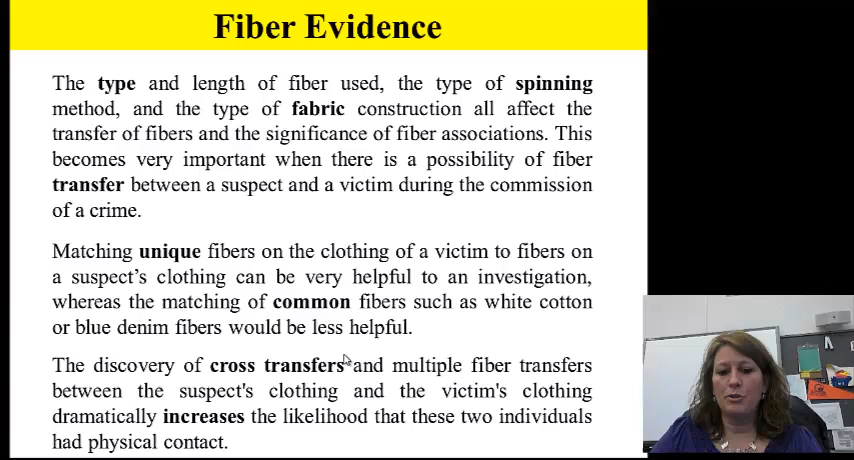 Fiber Evidence
The type and length of fiber used, the type of spinning
method, and the type of fabric construction all affect the
transfer of fibers and the significance of fiber associations. This
becomes very important when there is a possibility of fiber
transfer between a suspect and a victim during the commission
of a crime.
Matching unique fibers on the clothing of a victim to fibers on
a suspect’s clothing can be very helpful to an investigation,
whereas the matching of common fibers such as white cotton
or blue denim fibers would be less helpful.
The discovery of cross transfers and multiple fiber transfers
between the suspect's clothing and the victim's clothing
dramatically increases the likelihood that these two individuals
had physical contact.